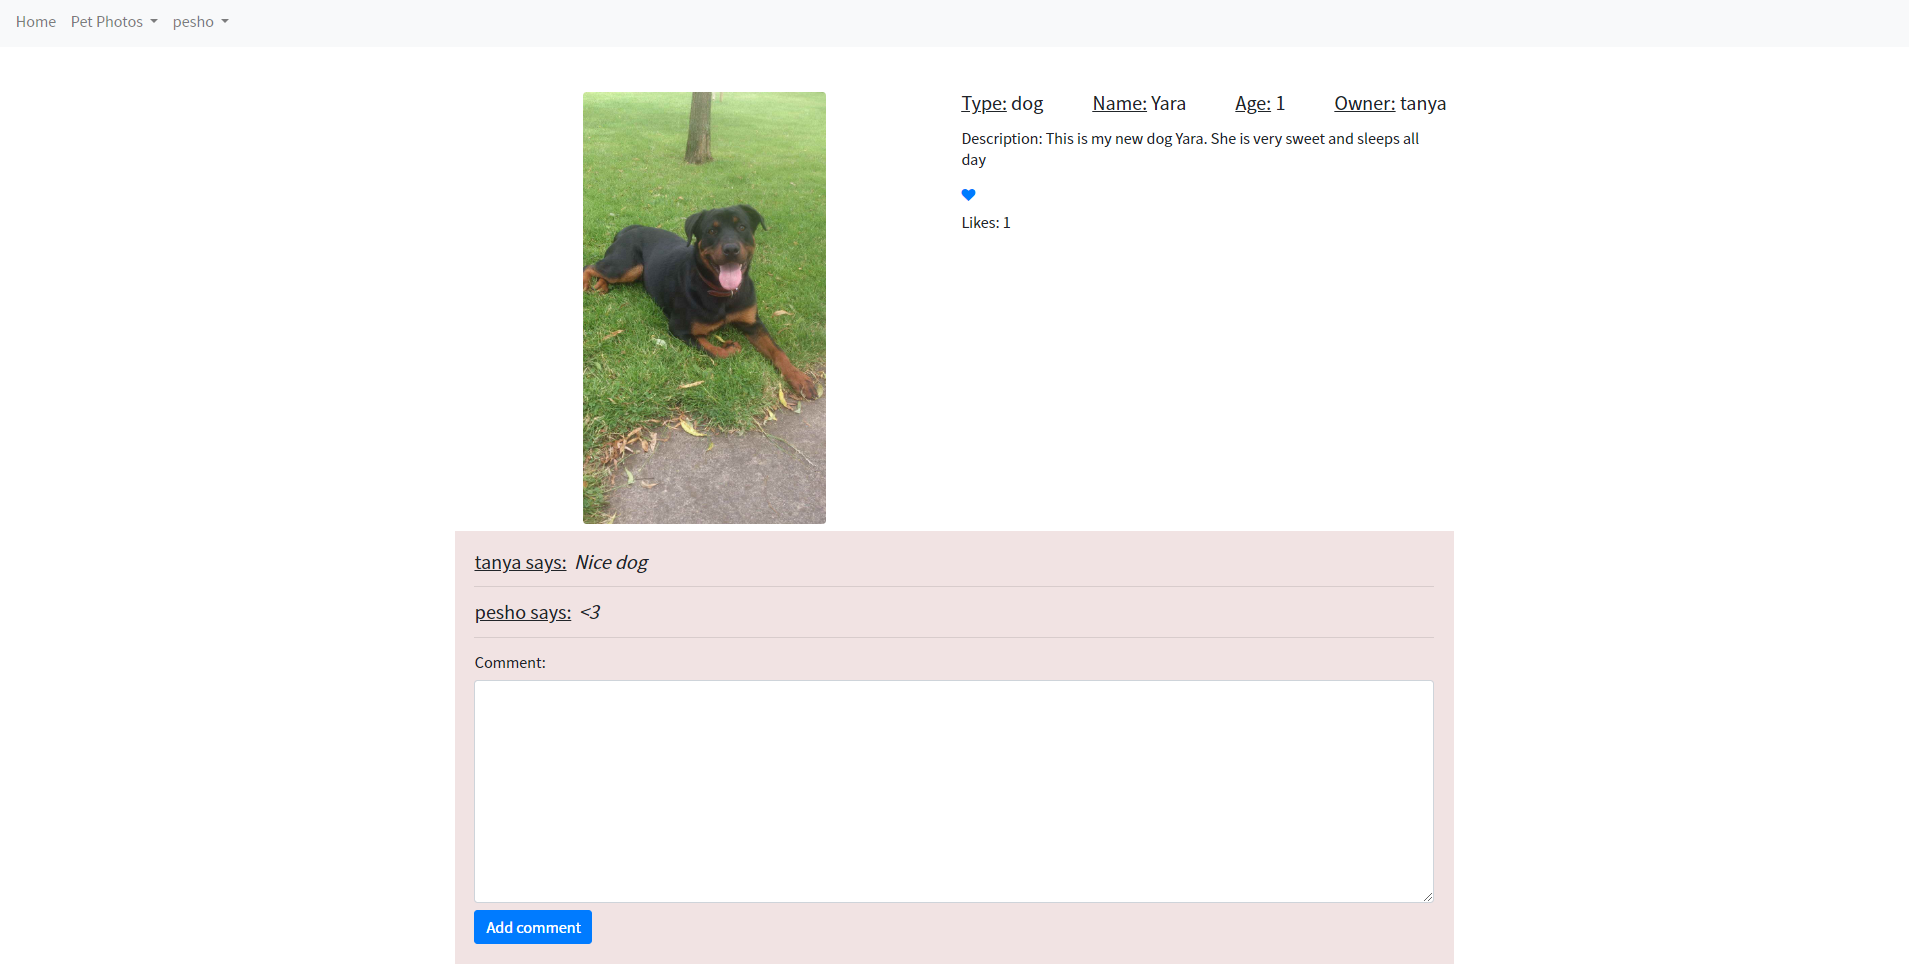 Home Pet Photos pesho
Type: dog Name: Yara Age: 1 Owner: tanya
Description: This is my new dog Yara. She is very sweet and sleeps all
day
Likes: 1
tanya says: Nice dog
pesho says: <3
Comment:
Add comment